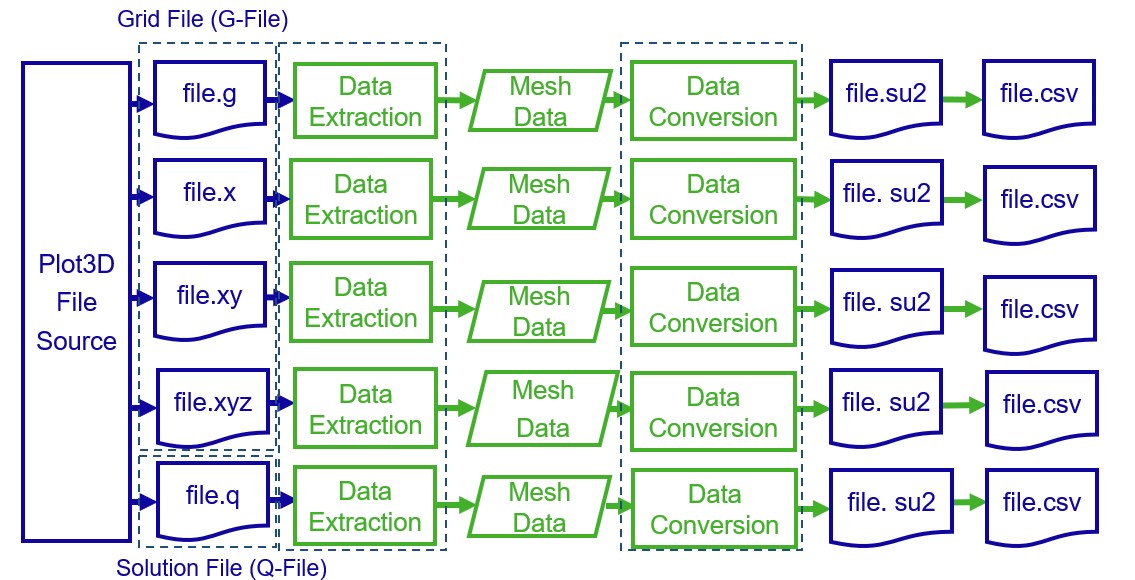 Grid File (G-File)
Plot3D
File
Source
file.g
Data
Extraction
Mesh
Data
Data
Conversion
file.su2
file.csv
file.x
Data
Extraction
Mesh
Data
Data
Conversion
file. su2
file.csv
file.xy
Data
Extraction
Mesh
Data
Data
Conversion
file. su2
file.csv
file.xyz
Data
Extraction
Mesh
Data
Data
Conversion
file. su2
file.csv
file.q
Data
Extraction
Mesh
Data
Data
Conversion
file. su2
file.csv
Solution File (Q-File)